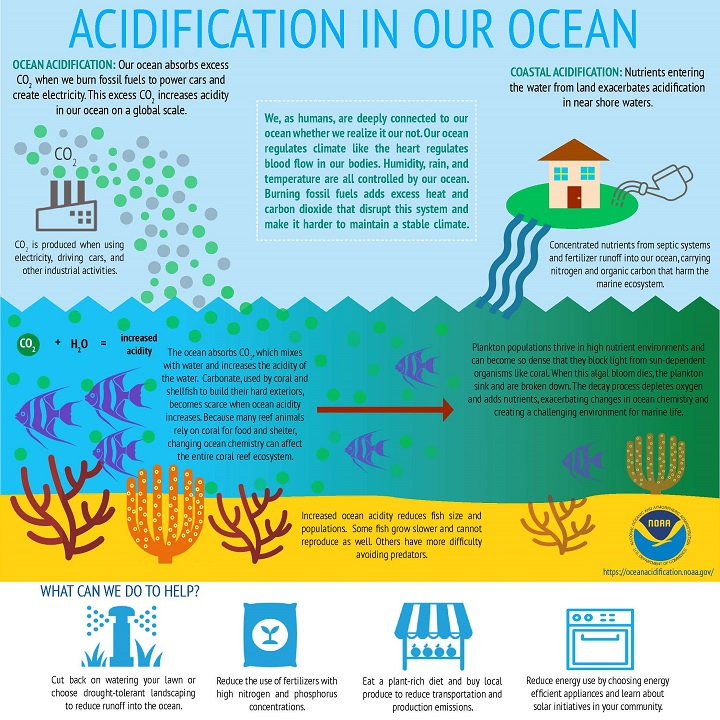 ACIDIFICATION IN OUR OCEAN
OCEAN ACIDIFICATION: Our ocean absorbs excess
CO2 when we burn fossil fuels to power cars and
create electricity. This excess CO2 increases acidity
in our ocean on a global scale.
COASTAL ACIDIFICATION: Nutrients entering
the water from land exacerbates acidification
in near shore waters.
We, as humans, are deeply connected to our
ocean whether we realize it our not. Our ocean
regulates climate like the heart regulates
blood flow in our bodies. Humidity, rain, and
temperature are all controlled by our ocean.
Burning fossil fuels adds excess heat and
carbon dioxide that disrupt this system and
make it harder to maintain a stable climate.
CO2
CO2 is produced when using
electricity, driving cars, and
other industrial activities.
Concentrated nutrients from septic systems
and fertilizer runoff into our ocean, carrying
nitrogen and organic carbon that harm the
marine ecosystem.
CO2 + H2O = increased
acidity
The ocean absorbs CO2, which mixes
with water and increases the acidity of
the water. Carbonate, used by coral and
shellfish to build their hard exteriors,
becomes scarce when ocean acidity
increases. Because many reef animals
rely on coral for food and shelter,
changing ocean chemistry can affect
the entire coral reef ecosystem.
Plankton populations thrive in high nutrient environments and
can become so dense that they block light from sun-dependent
organisms like coral. When this algal bloom dies, the plankton
sink and are broken down. The decay process depletes oxygen
and adds nutrients, exacerbating changes in ocean chemistry and
creating a challenging environment for marine life.
Increased ocean acidity reduces fish size and
populations. Some fish grow slower and cannot
reproduce as well. Others have more difficulty
avoiding predators.
NATIONAL OCEANIC AND ATMOSPHERIC ADMINISTRATION
NOAA
U.S. DEPARTMENT OF COMMERCE
https://oceanacidification.noaa.gov/
WHAT CAN WE DO TO HELP?
Cut back on watering your lawn or
choose drought-tolerant landscaping
to reduce runoff into the ocean.
Reduce the use of fertilizers with
high nitrogen and phosphorus
concentrations.
Eat a plant-rich diet and buy local
produce to reduce transportation and
production emissions.
Reduce energy use by choosing energy
efficient appliances and learn about
solar initiatives in your community.